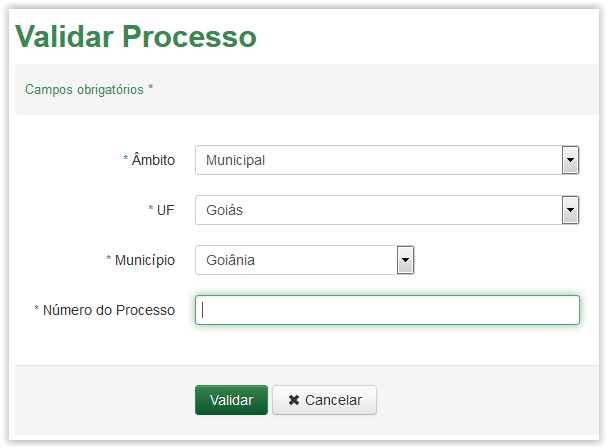 Validar Processo
Campos obrigatórios *
* Âmbito Municipal
* UF Goiás
* Município Goiânia
* Número do Processo
Validar ✖ Cancelar